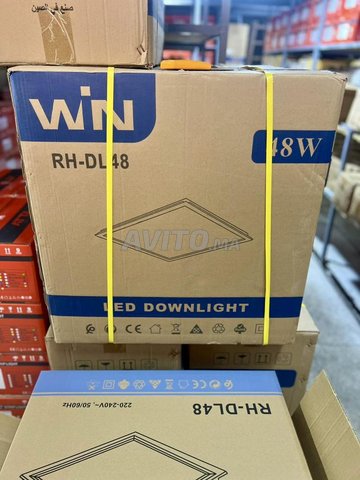 صنع في الصين
WiN
48W
RH-DL48
AVITO.MA
LED DOWNLIGHT
220-240V~, 50/60Hz
RH-DL48